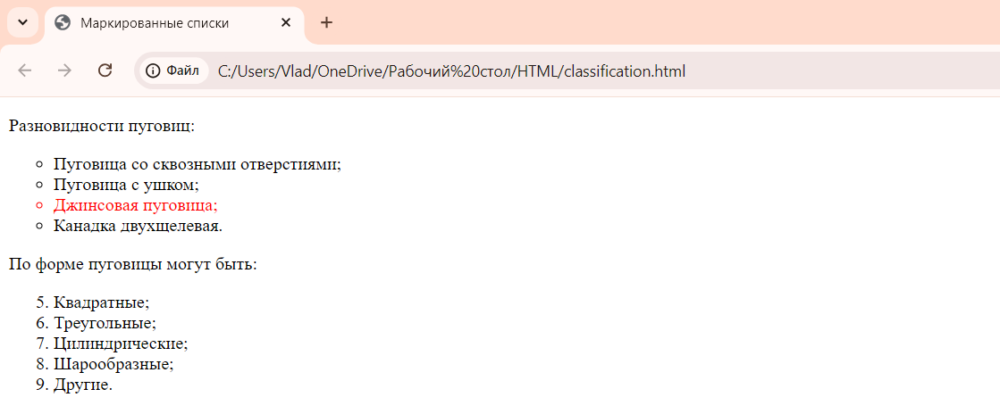 Маркированные списки
Файл C:/Users/Vlad/OneDrive/Рабочий%20стол/HTML/classification.html
Разновидности пуговиц:
Пуговица со сквозными отверстиями;
Пуговица с ушком;
Джинсовая пуговица;
Канадка двухщелевая.
По форме пуговицы могут быть:
5. Квадратные;
6. Треугольные;
7. Цилиндрические;
8. Шарообразные;
9. Другие.